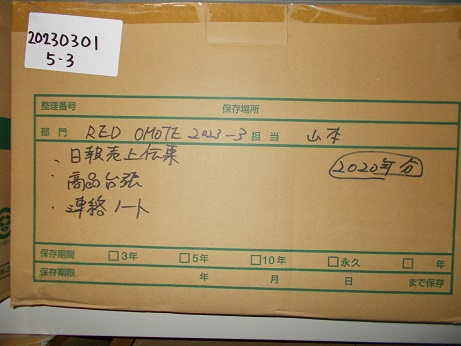 20230301
5-3
整理番号 保存場所
部門 RED OMOTE 2023-3 担当 山本
・日報売上伝票
・商品台張
・連絡ノート
2020年分
保存期間 □3年 □5年 □10年 □永久 □ 年
保存期限 年 月 日 まで保存